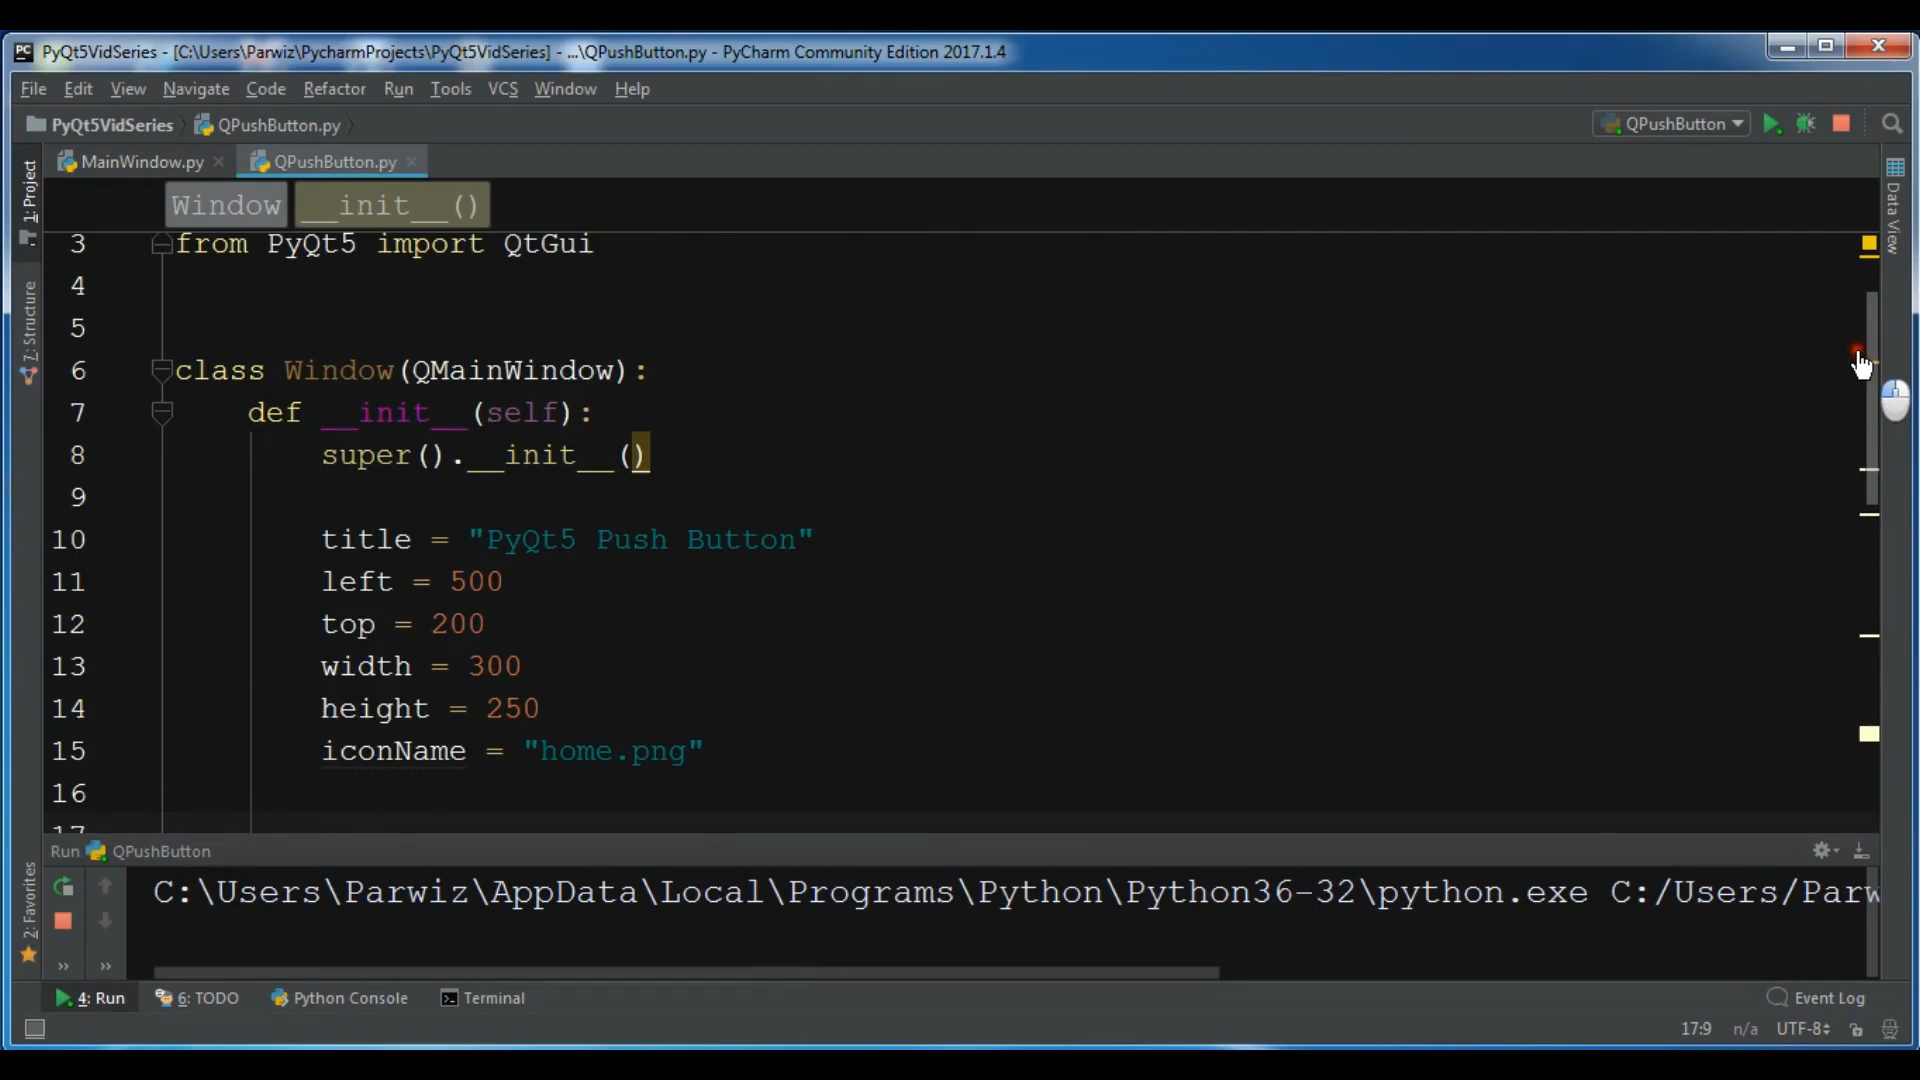 PyQt5VidSeries - [C:\Users\Parwiz\PycharmProjects\PyQt5VidSeries] - ...\QPushButton.py - PyCharm Community Edition 2017.1.4
File Edit View Navigate Code Refactor Run Tools VCS Window Help
PyQt5VidSeries QPushButton.py QPushButton
MainWindow.py QPushButton.py
1: Project
7: Structure
2: Favorites
Data View
Window __init__()
3 from PyQt5 import QtGui
4
5
6 class Window(QMainWindow):
7 def __init__(self):
8 super().__init__()
9
10 title = "PyQt5 Push Button"
11 left = 500
12 top = 200
13 width = 300
14 height = 250
15 iconName = "home.png"
16
17
Run QPushButton
C:\Users\Parwiz\AppData\Local\Programs\Python\Python36-32\python.exe C:/Users/Parw
4: Run 6: TODO Python Console Terminal Event Log
17:9 n/a UTF-8